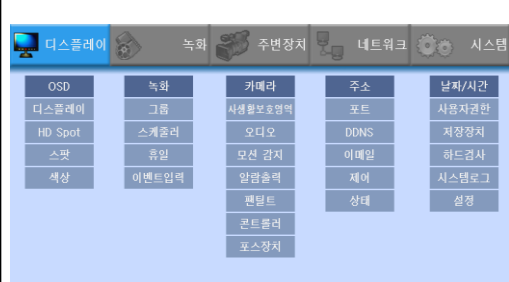 디스플레이 녹화 주변장치 네트워크 시스템
OSD 녹화 카메라 주소 날짜/시간
디스플레이 그룹 사생활보호영역 포트 사용자권한
HD Spot 스케줄러 오디오 DDNS 저장장치
스팟 휴일 모션 감지 이메일 하드검사
색상 이벤트입력 알람출력 제어 시스템로그
팬틸트 상태 설정
콘트롤러
포스장치